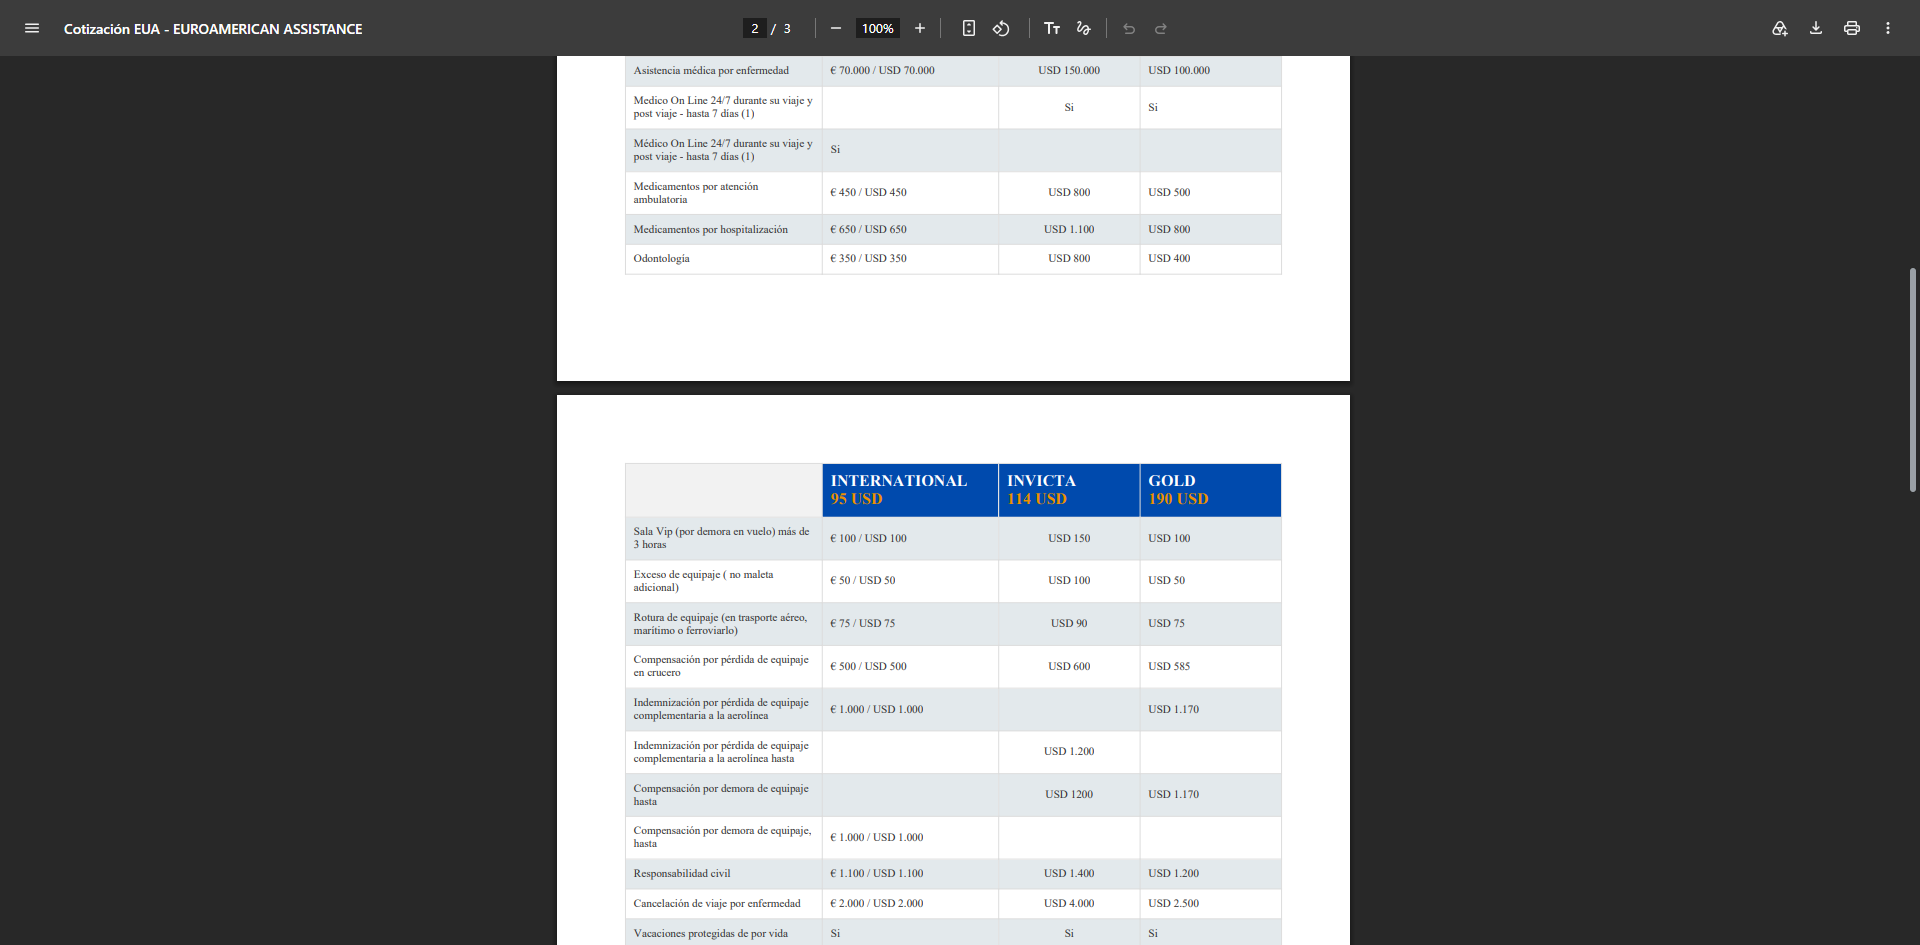 Cotización EUA - EUROAMERICAN ASSISTANCE
2 / 3
100%
Asistencia médica por enfermedad € 70.000 / USD 70.000 USD 150.000 USD 100.000
Medico On Line 24/7 durante su viaje y
post viaje - hasta 7 días (1) Si Si
Médico On Line 24/7 durante su viaje y
post viaje - hasta 7 días (1) Si
Medicamentos por atención
ambulatoria € 450 / USD 450 USD 800 USD 500
Medicamentos por hospitalización € 650 / USD 650 USD 1.100 USD 800
Odontología € 350 / USD 350 USD 800 USD 400
INTERNATIONAL INVICTA GOLD
95 USD 114 USD 190 USD
Sala Vip (por demora en vuelo) más de
3 horas € 100 / USD 100 USD 150 USD 100
Exceso de equipaje ( no maleta
adicional) € 50 / USD 50 USD 100 USD 50
Rotura de equipaje (en trasporte aéreo,
marítimo o ferroviarlo) € 75 / USD 75 USD 90 USD 75
Compensación por pérdida de equipaje
en crucero € 500 / USD 500 USD 600 USD 585
Indemnización por pérdida de equipaje
complementaria a la aerolínea € 1.000 / USD 1.000 USD 1.170
Indemnización por pérdida de equipaje
complementaria a la aerolínea hasta USD 1.200
Compensación por demora de equipaje
hasta USD 1200 USD 1.170
Compensación por demora de equipaje,
hasta € 1.000 / USD 1.000
Responsabilidad civil € 1.100 / USD 1.100 USD 1.400 USD 1.200
Cancelación de viaje por enfermedad € 2.000 / USD 2.000 USD 4.000 USD 2.500
Vacaciones protegidas de por vida Si Si Si